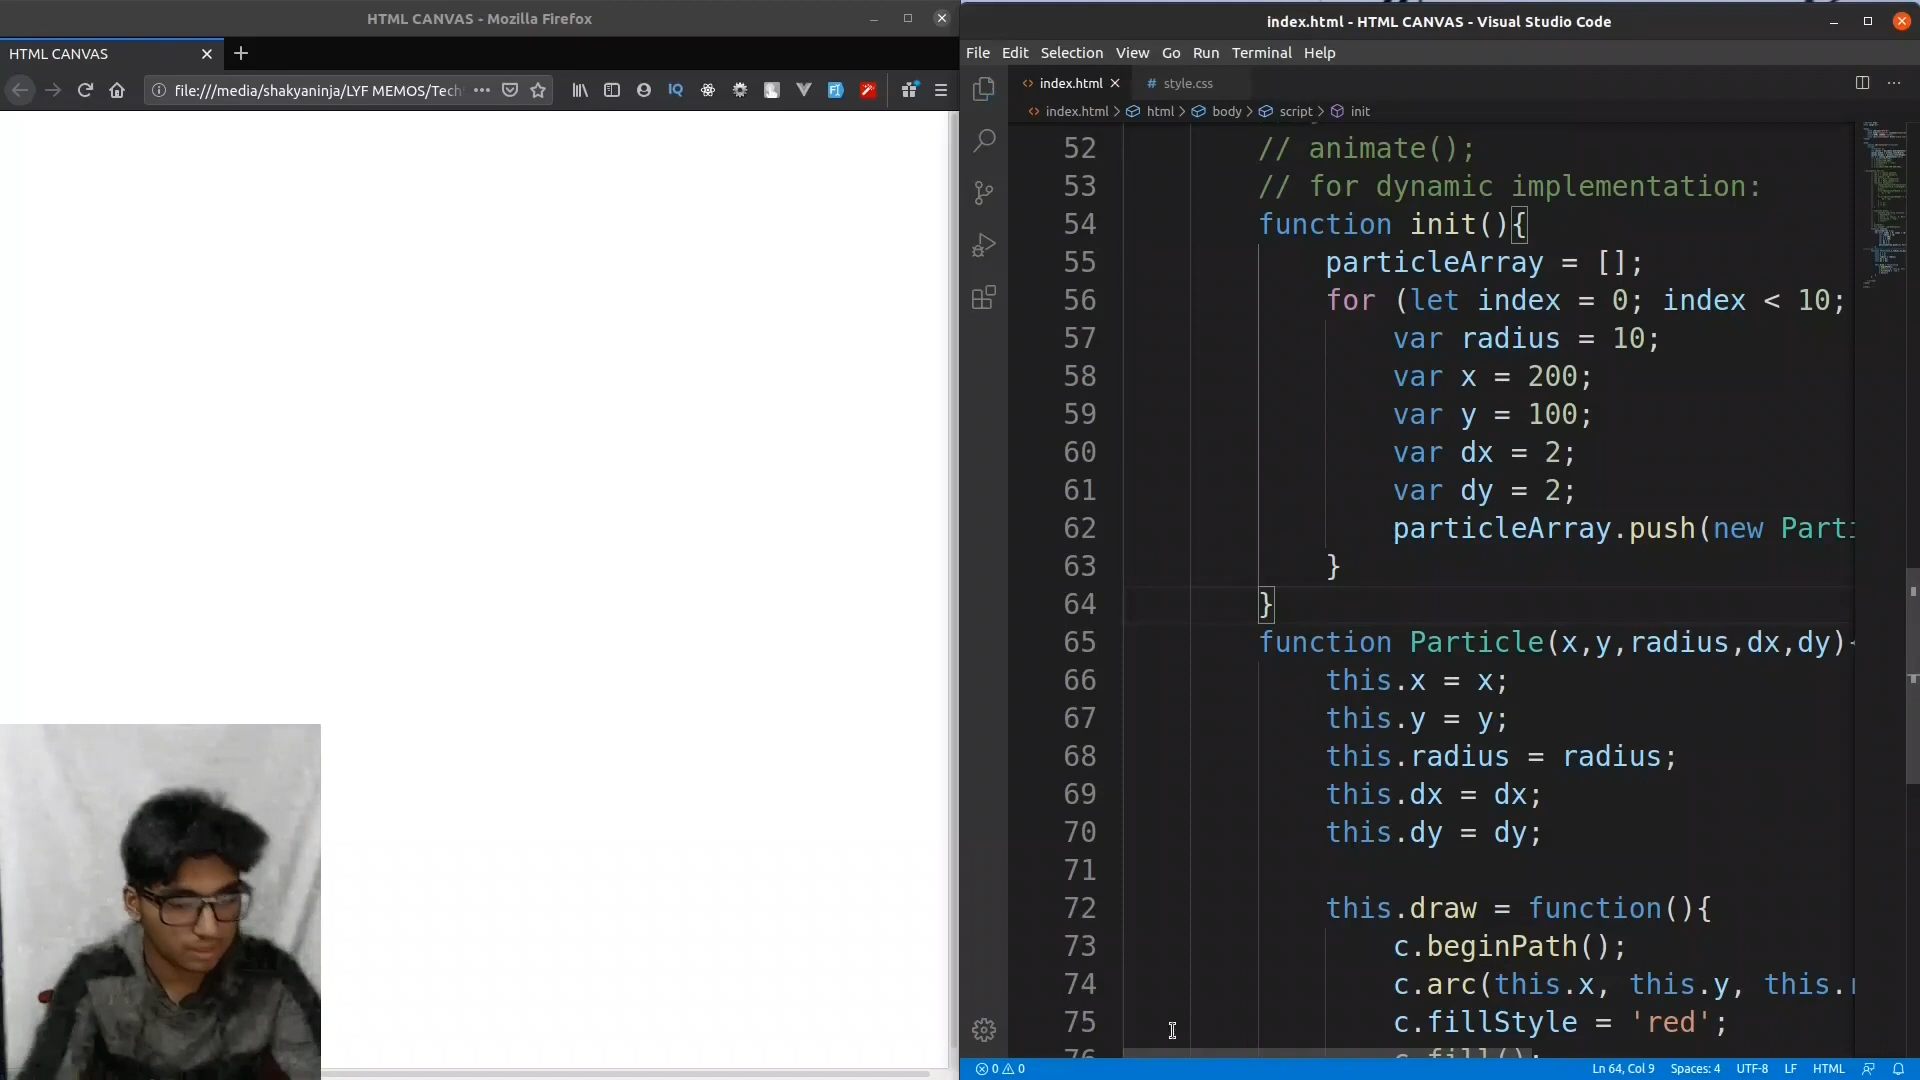 HTML CANVAS - Mozilla Firefox
HTML CANVAS
file:///media/shakyaninja/LYF MEMOS/Tech
IQ
index.html - HTML CANVAS - Visual Studio Code
File Edit Selection View Go Run Terminal Help
index.html
# style.css
index.html > html > body > script > init
52 // animate();
53 // for dynamic implementation:
54 function init(){
55 particleArray = [];
56 for (let index = 0; index < 10;
57 var radius = 10;
58 var x = 200;
59 var y = 100;
60 var dx = 2;
61 var dy = 2;
62 particleArray.push(new Parti
63 }
64 }
65 function Particle(x,y,radius,dx,dy){
66 this.x = x;
67 this.y = y;
68 this.radius = radius;
69 this.dx = dx;
70 this.dy = dy;
71
72 this.draw = function(){
73 c.beginPath();
74 c.arc(this.x, this.y, this.r
75 c.fillStyle = 'red';
76 c.fill();
0 0
Ln 64, Col 9 Spaces: 4 UTF-8 LF HTML